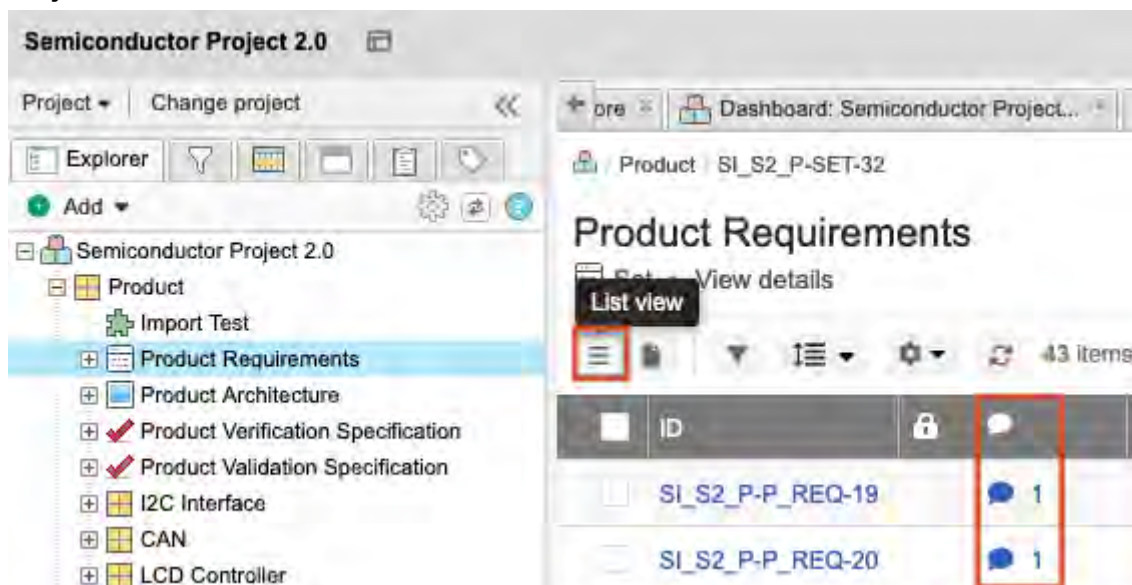 Semiconductor Project 2.0
Project
Change project
ore
Dashboard: Semiconductor Project...
Explorer
Product SI_S2_P-SET-32
Add
Product Requirements
Semiconductor Project 2.0
Set
View details
Product
List view
Import Test
Product Requirements
43 items
Product Architecture
Product Verification Specification
ID
Product Validation Specification
I2C Interface
SI_S2_P-P_REQ-19
1
CAN
LCD Controller
SI_S2_P-P_REQ-20
1